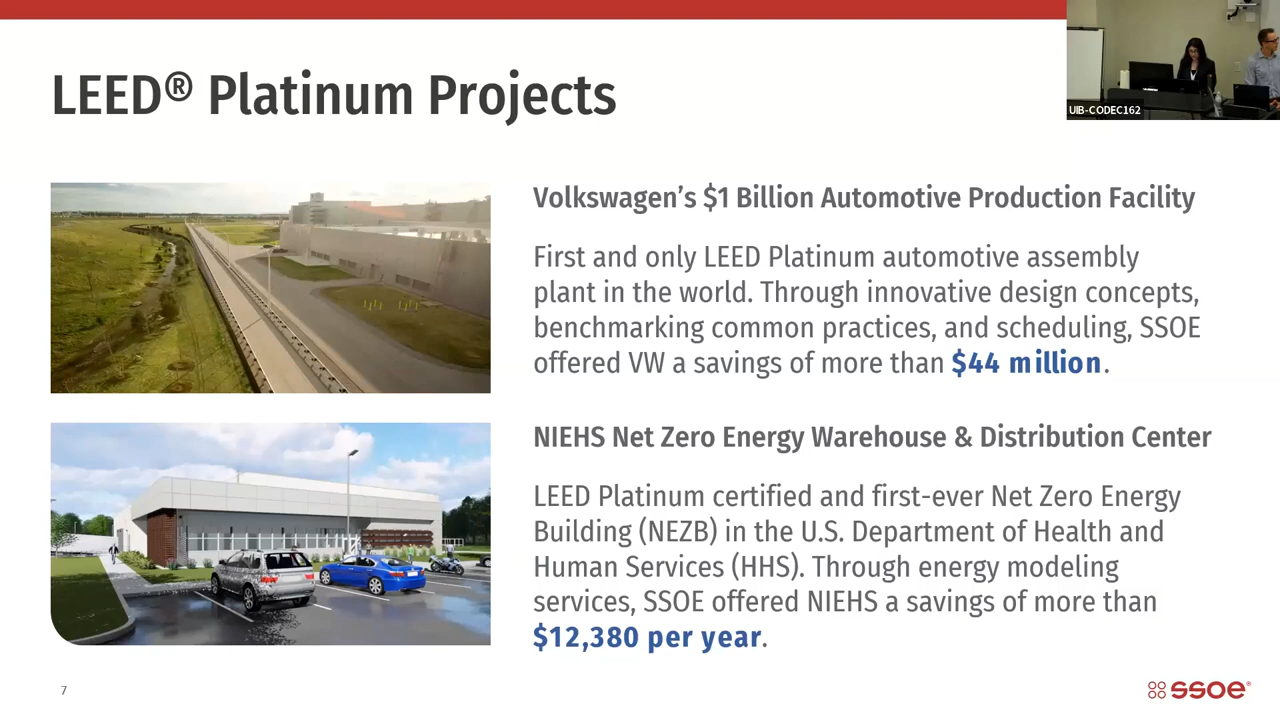 LEED® Platinum Projects
UIB-CODEC162
Volkswagen’s $1 Billion Automotive Production Facility
First and only LEED Platinum automotive assembly
plant in the world. Through innovative design concepts,
benchmarking common practices, and scheduling, SSOE
offered VW a savings of more than $44 million.
NIEHS Net Zero Energy Warehouse & Distribution Center
LEED Platinum certified and first-ever Net Zero Energy
Building (NEZB) in the U.S. Department of Health and
Human Services (HHS). Through energy modeling
services, SSOE offered NIEHS a savings of more than
$12,380 per year.
7
ssoe®